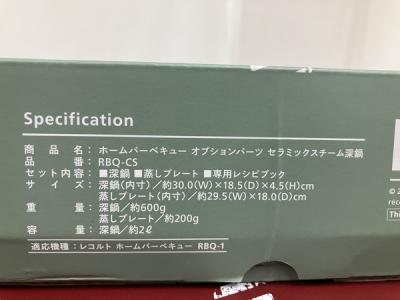 Specification
商品名：ホームバーベキュー オプションパーツ セラミックスチーム深鍋
品番：RBQ-CS
セット内容：■深鍋 ■蒸しプレート ■専用レシピブック
サイズ：深鍋（内寸）／約30.0(W)×18.5(D)×4.5(H)cm
蒸しプレート（内寸）／約29.5(W)×18.0(D)cm
重量：深鍋／約600g
蒸しプレート／約200g
容量：深鍋／約2ℓ
適応機種：レコルト ホームバーベキュー RBQ-1
© 2
réco
Thi